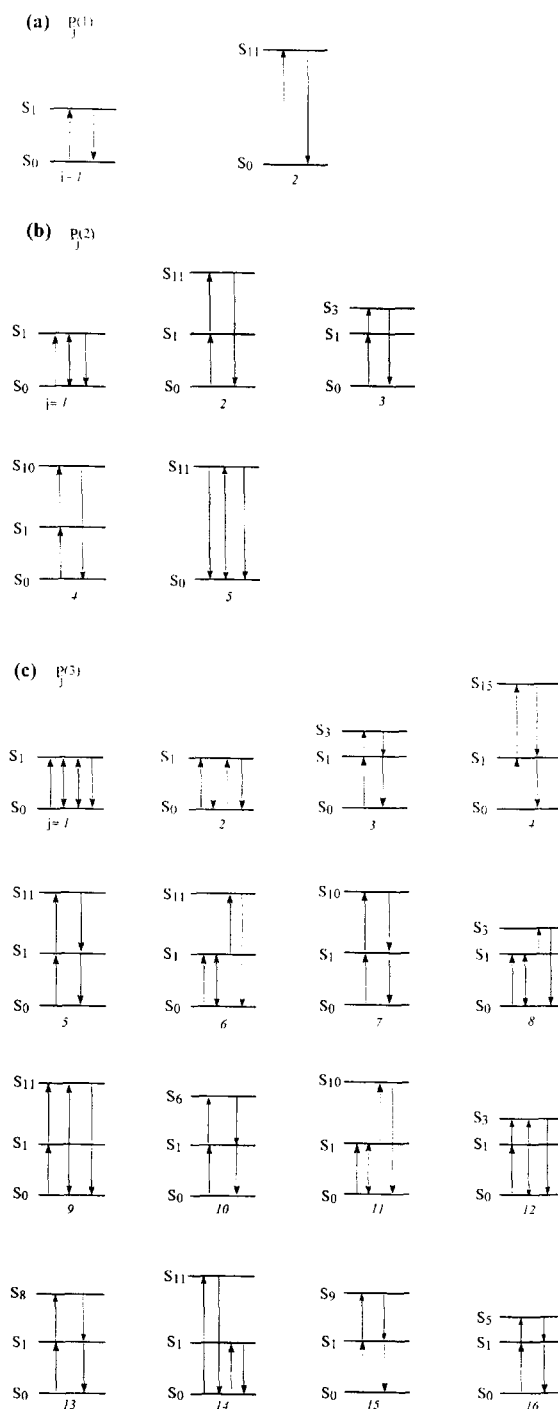 (a) P_j^(1)
S11
S1
S0 S0
j=1 2
(b) P_j^(2)
S11
S3
S1 S1 S1
S0 S0 S0
j=1 2 3
S10 S11
S1
S0 S0
4 5
(c) P_j^(3)
S15
S3
S1 S1 S1 S1
S0 S0 S0 S0
j=1 2 3 4
S11 S11 S10
S3
S1 S1 S1 S1
S0 S0 S0 S0
5 6 7 8
S11 S6 S10 S3
S1 S1 S1 S1
S0 S0 S0 S0
9 10 11 12
S8 S11 S9 S5
S1 S1 S1 S1
S0 S0 S0 S0
13 14 15 16